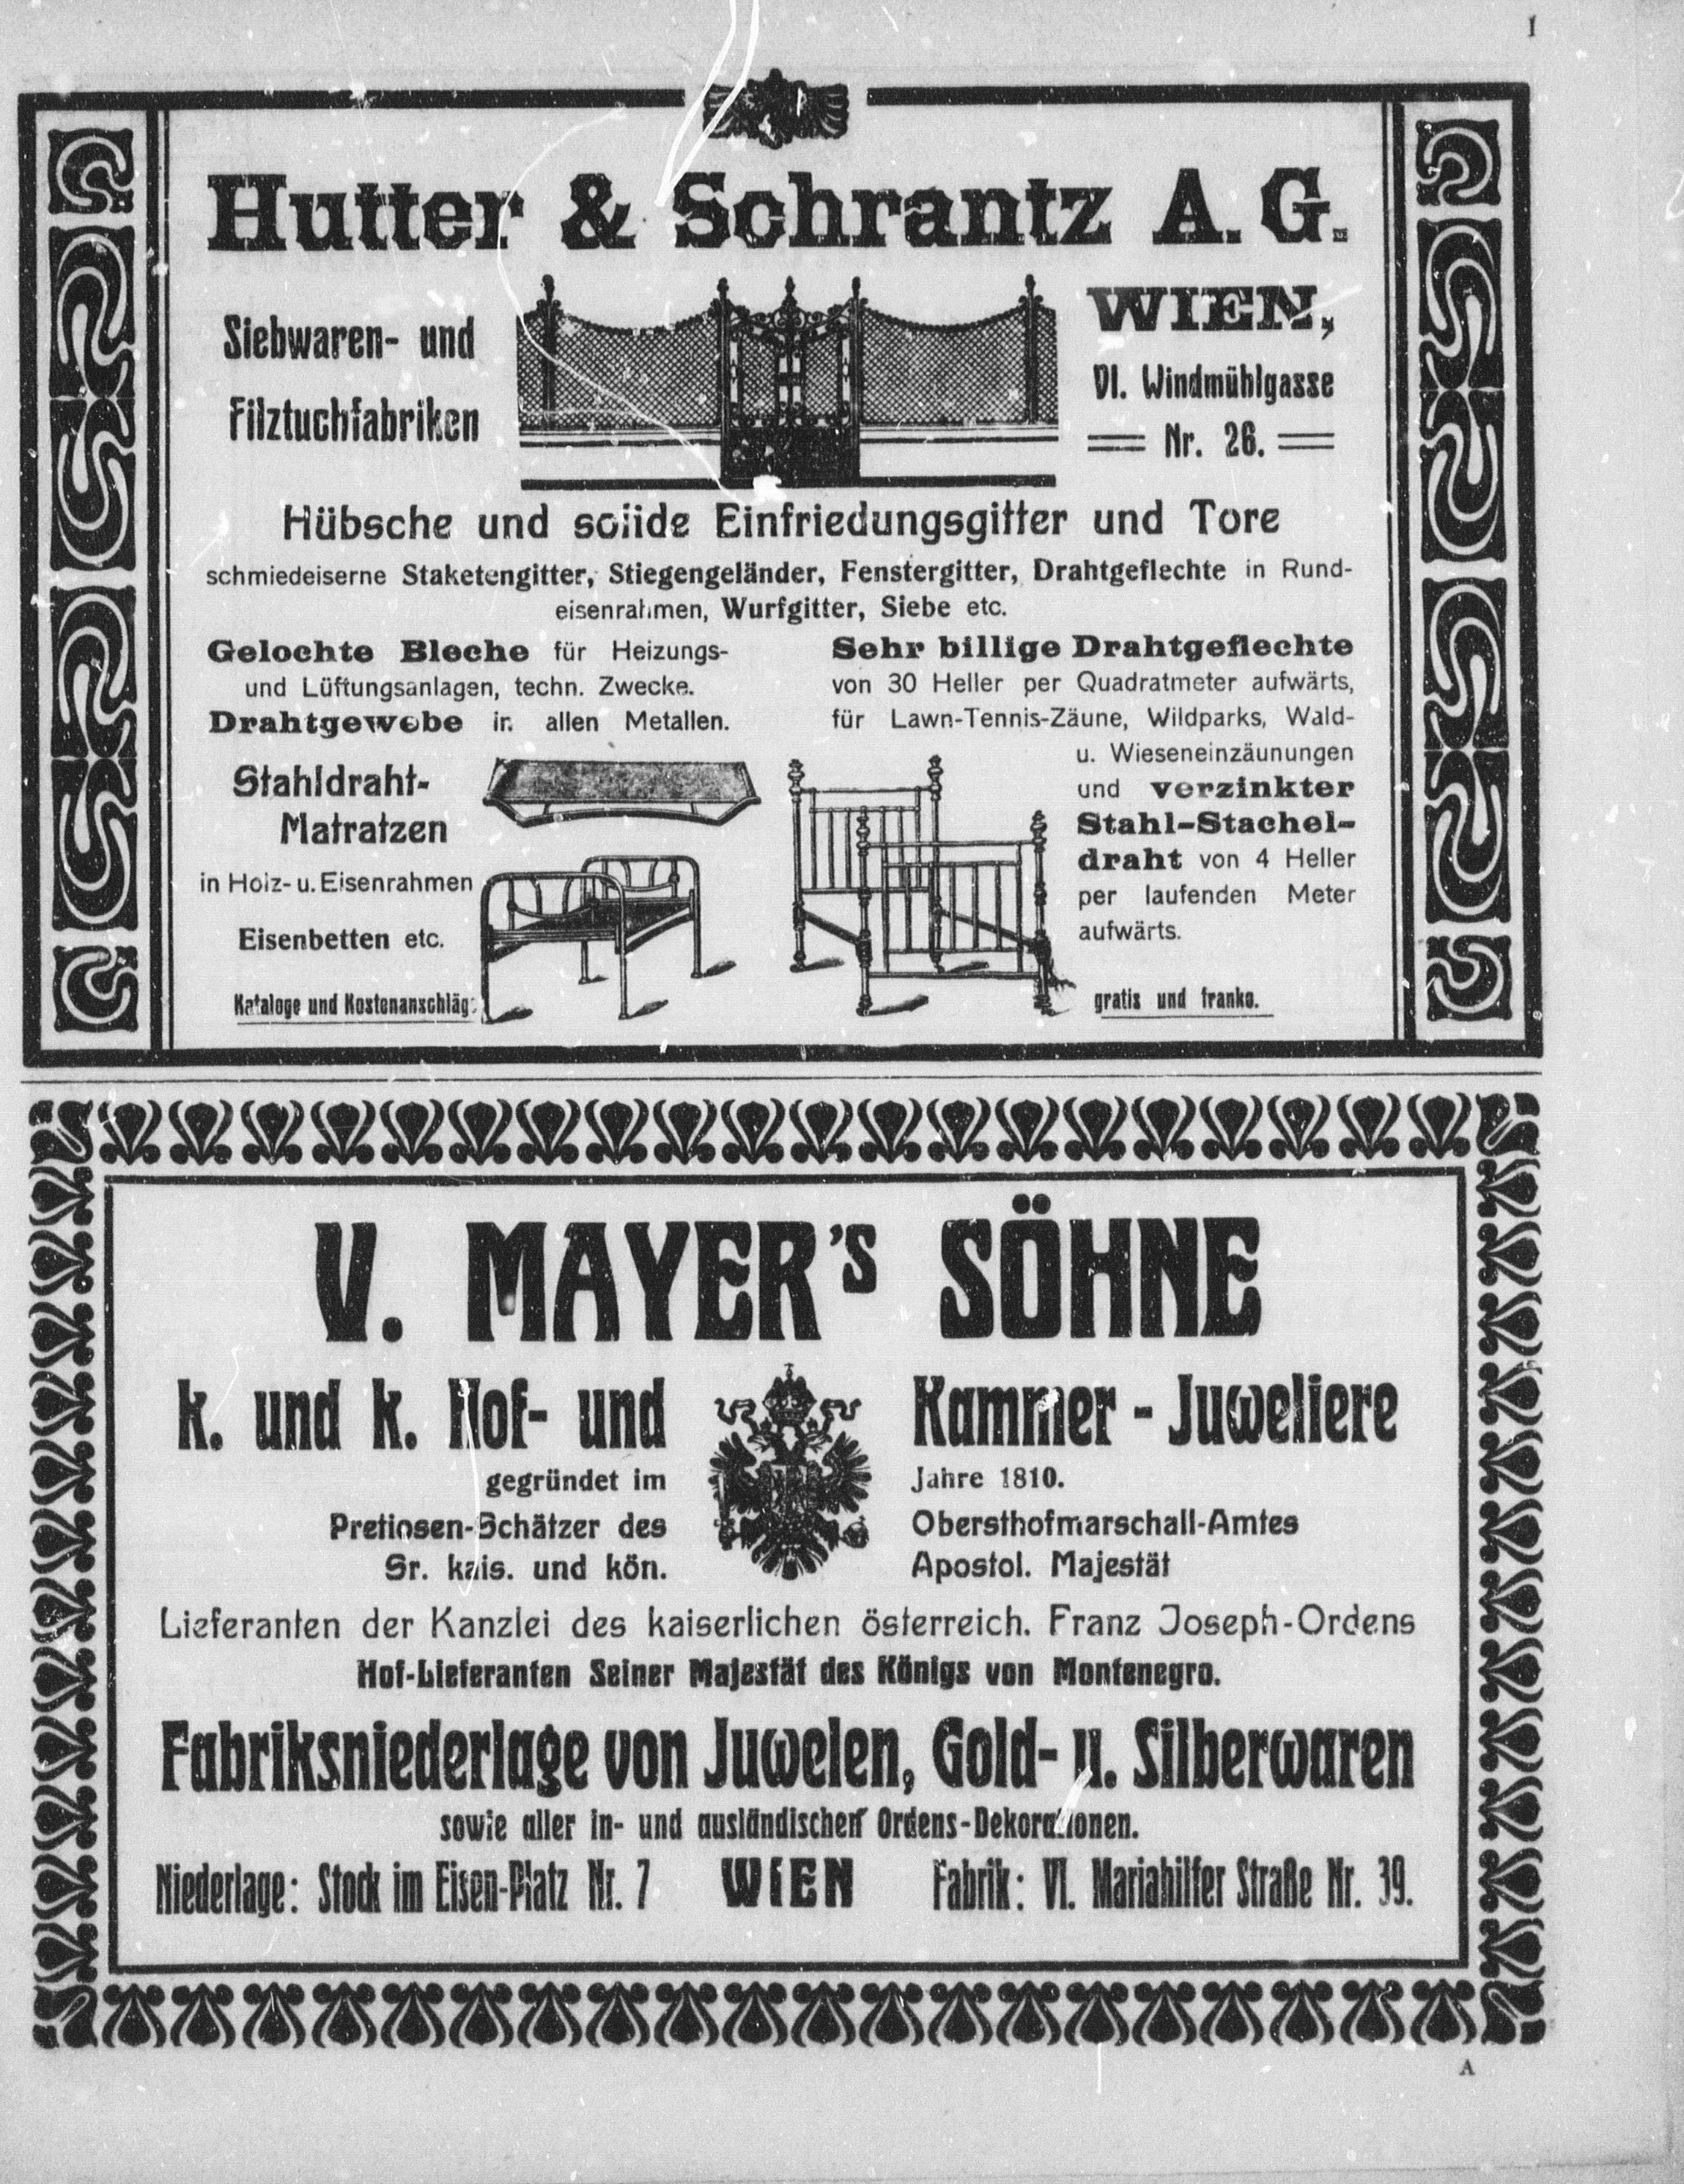 I
Hutter & Schrantz A. G.
Siebwaren- und
Filztuchfabriken
WIEN,
VI. Windmühlgasse
Nr. 26.
Hübsche und solide Einfriedungsgitter und Tore
schmiedeiserne Staketengitter, Stiegengeländer, Fenstergitter, Drahtgeflechte in Rund-
eisenrahmen, Wurfgitter, Siebe etc.
Gelochte Bleche für Heizungs-
und Lüftungsanlagen, techn. Zwecke.
Drahtgewebe in allen Metallen.
Stahldraht-
Matratzen
in Holz- u. Eisenrahmen
Eisenbetten etc.
Sehr billige Drahtgeflechte
von 30 Heller per Quadratmeter aufwärts,
für Lawn-Tennis-Zäune, Wildparks, Wald-
u. Wieseneinzäunungen
und verzinkter
Stahl-Stachel-
draht von 4 Heller
per laufenden Meter
aufwärts.
Kataloge und Kostenanschläge gratis und franko.
V. MAYER's SÖHNE
k. und k. Hof- und Kammer-Juweliere
gegründet im Jahre 1810.
Pretiosen-Schätzer des Obersthofmarschall-Amtes
Sr. kais. und kön. Apostol. Majestät
Lieferanten der Kanzlei des kaiserlichen österreich. Franz Joseph-Ordens
Hof-Lieferanten Seiner Majestät des Königs von Montenegro.
Fabriksniederlage von Juwelen, Gold- u. Silberwaren
sowie aller in- und ausländischen Ordens-Dekorationen.
Niederlage: Stock im Eisen-Platz Nr. 7 WIEN Fabrik: VI. Mariahilfer Straße Nr. 39.
A